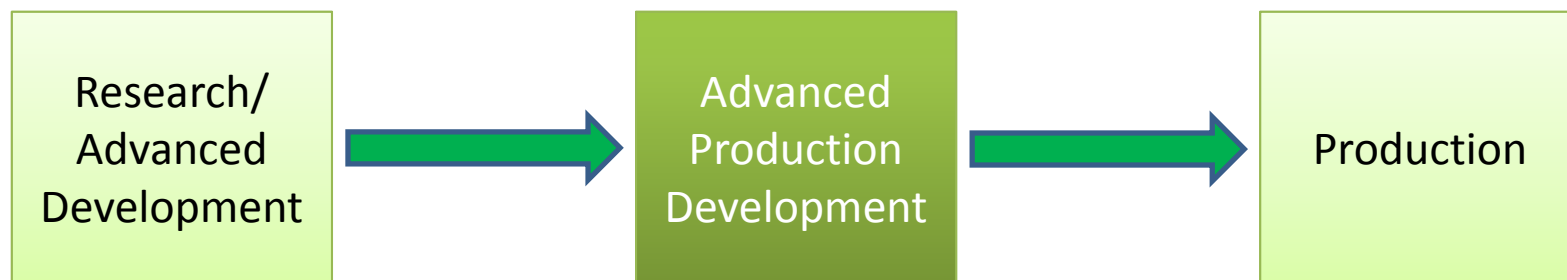 Research/
Advanced
Development
Advanced
Production
Development
Production